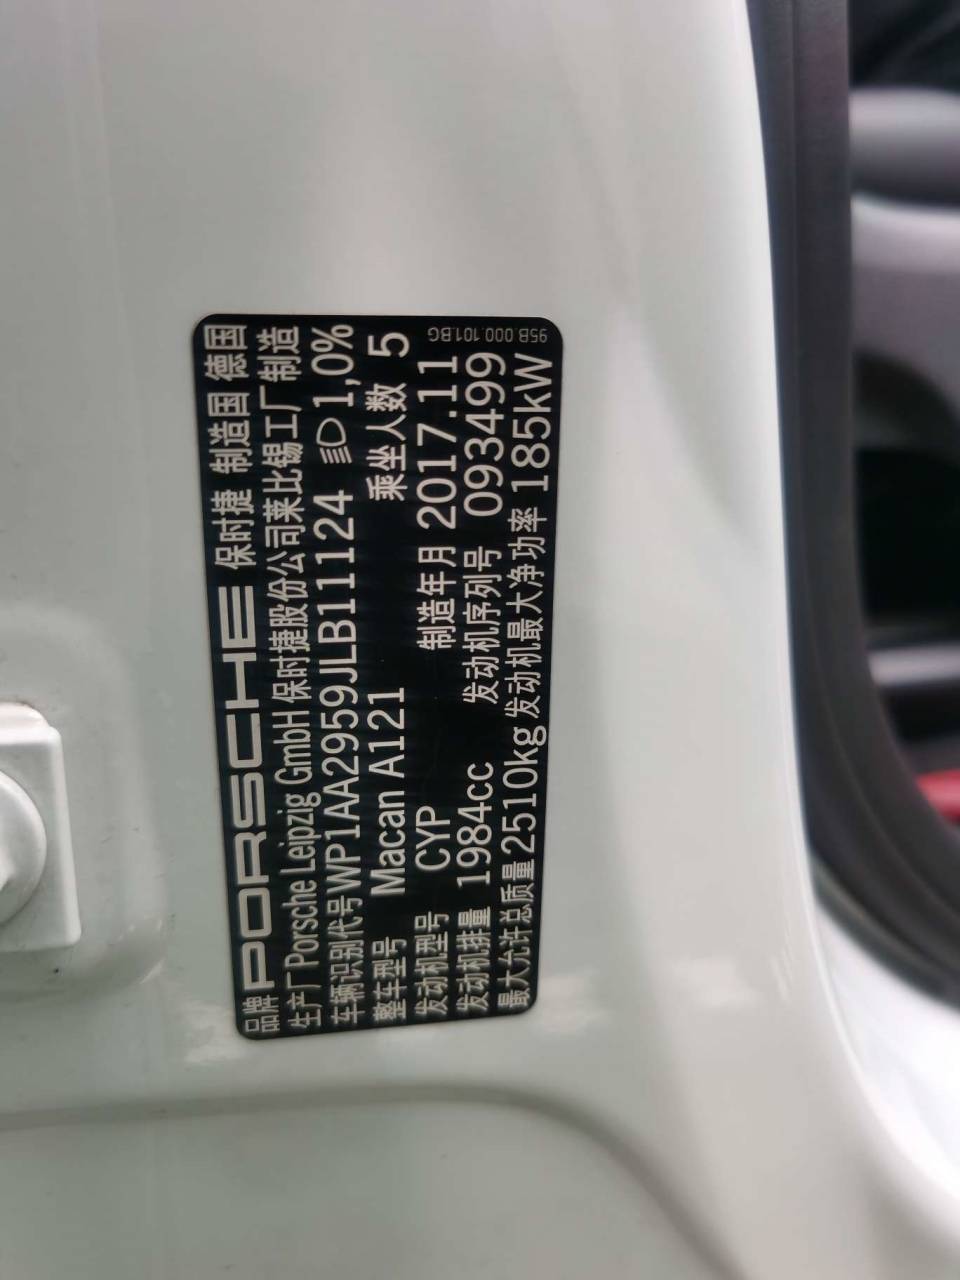 品牌 PORSCHE 保时捷 制造国 德国
生产厂 Porsche Leipzig GmbH 保时捷股份公司莱比锡工厂制造
车辆识别代号 WP1AA2959JLB11124 1,0%
整车型号 Macan A121 乘坐人数 5
发动机型号 CYP 制造年月 2017.11
发动机排量 1984cc 发动机序列号 093499
最大允许总质量 2510kg 发动机最大净功率 185kW
95B.000.101.BG